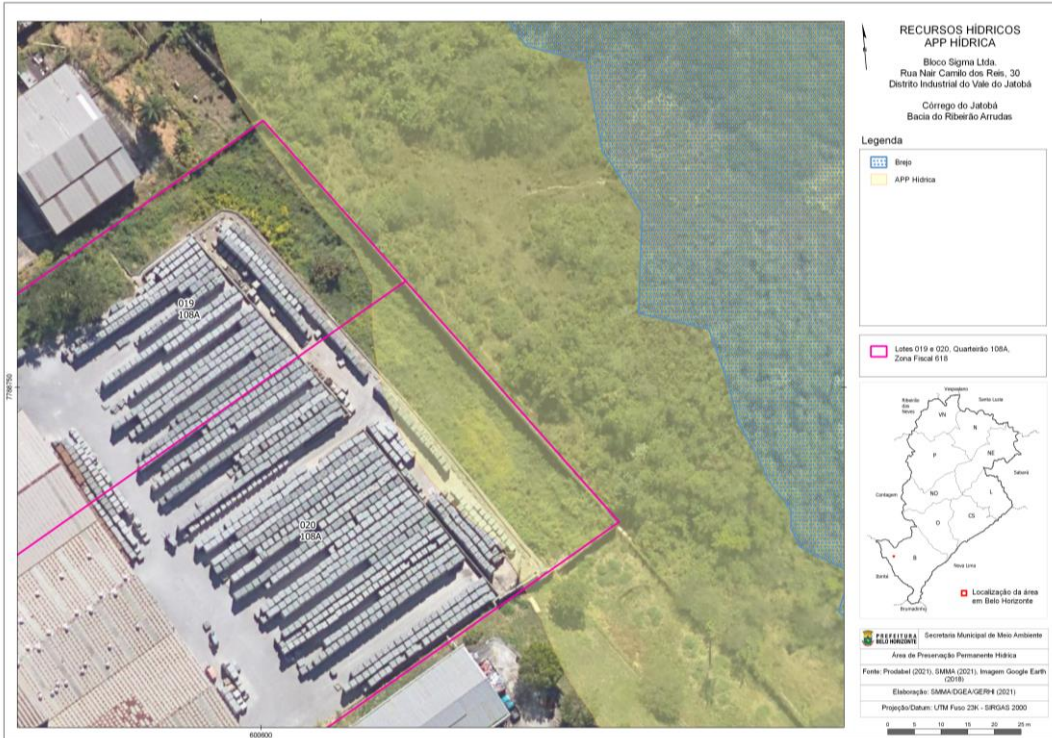 RECURSOS HÍDRICOS
APP HÍDRICA
Bloco Sigma Ltda.
Rua Nair Camilo dos Reis, 30
Distrito Industrial do Vale do Jatobá
Córrego do Jatobá
Bacia do Ribeirão Arrudas
Legenda
Brejo
APP Hídrica
Lotes 019 e 020, Quarteirão 108A,
Zona Fiscal 618
019
108A
020
108A
7788750
600600
Vespasiano
Ribeirão
das
Neves
Santa Luzia
VN
N
P
NE
Sabará
Contagem
NO
L
O
CS
B
Nova Lima
Ibirité
Brumadinho
Localização da área
em Belo Horizonte
PREFEITURA
BELO HORIZONTE
Secretaria Municipal de Meio Ambiente
Área de Preservação Permanente Hídrica
Fonte: Prodabel (2021), SMMA (2021), Imagem Google Earth
(2018)
Elaboração: SMMA/DGEA/GERHI (2021)
Projeção/Datum: UTM Fuso 23K - SIRGAS 2000
0 5 10 15 20 25 m